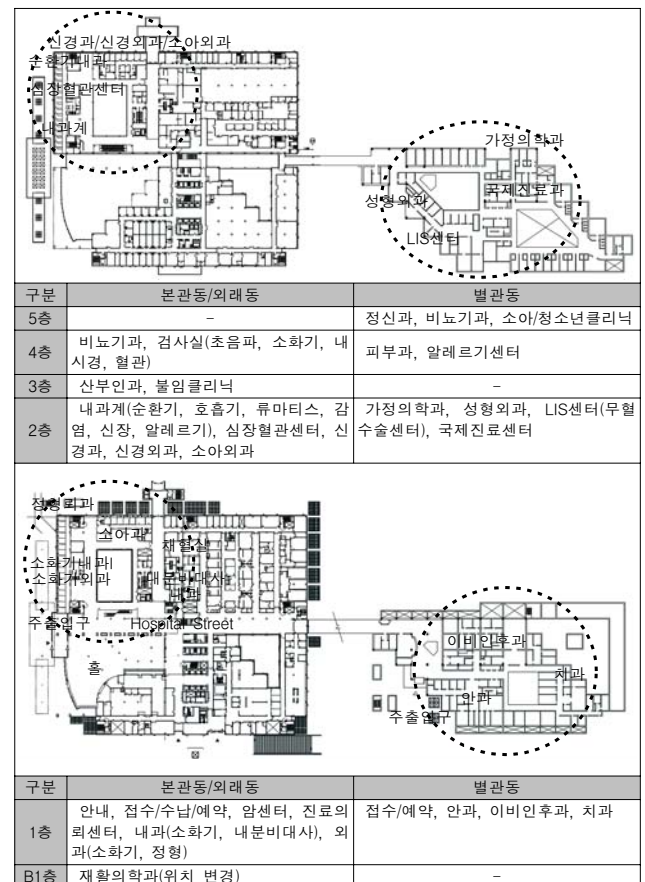 신경과/신경외과/소아외과
순환기내과
심장혈관센터
내과계
가정의학과
국제진료과
성형외과
LIS센터
구분 본관동/외래동 별관동
5층 - 정신과, 비뇨기과, 소아/청소년클리닉
4층 비뇨기과, 검사실(초음파, 소화기, 내시경, 혈관) 피부과, 알레르기센터
3층 산부인과, 불임클리닉 -
2층 내과계(순환기, 호흡기, 류마티스, 감염, 신장, 알레르기), 심장혈관센터, 신경과, 신경외과, 소아외과 가정의학과, 성형외과, LIS센터(무혈수술센터), 국제진료센터
정형외과
소아과
채혈실
소화기내과
소화기외과
내분비대사
내과
주출입구
Hospital Street
홀
이비인후과
치과
안과
주출입구
구분 본관동/외래동 별관동
1층 안내, 접수/수납/예약, 암센터, 진료의뢰센터, 내과(소화기, 내분비대사), 외과(소화기, 정형) 접수/예약, 안과, 이비인후과, 치과
B1층 재활의학과(위치 변경) -